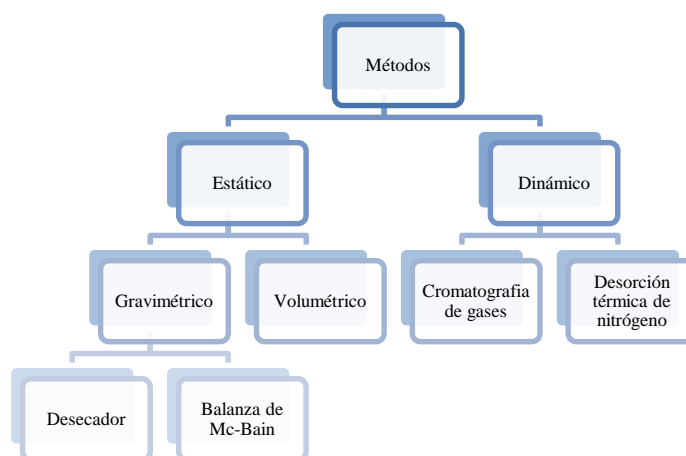 Métodos
Estático
Dinámico
Gravimétrico
Volumétrico
Cromatografia
de gases
Desorción
térmica de
nitrógeno
Desecador
Balanza de
Mc-Bain